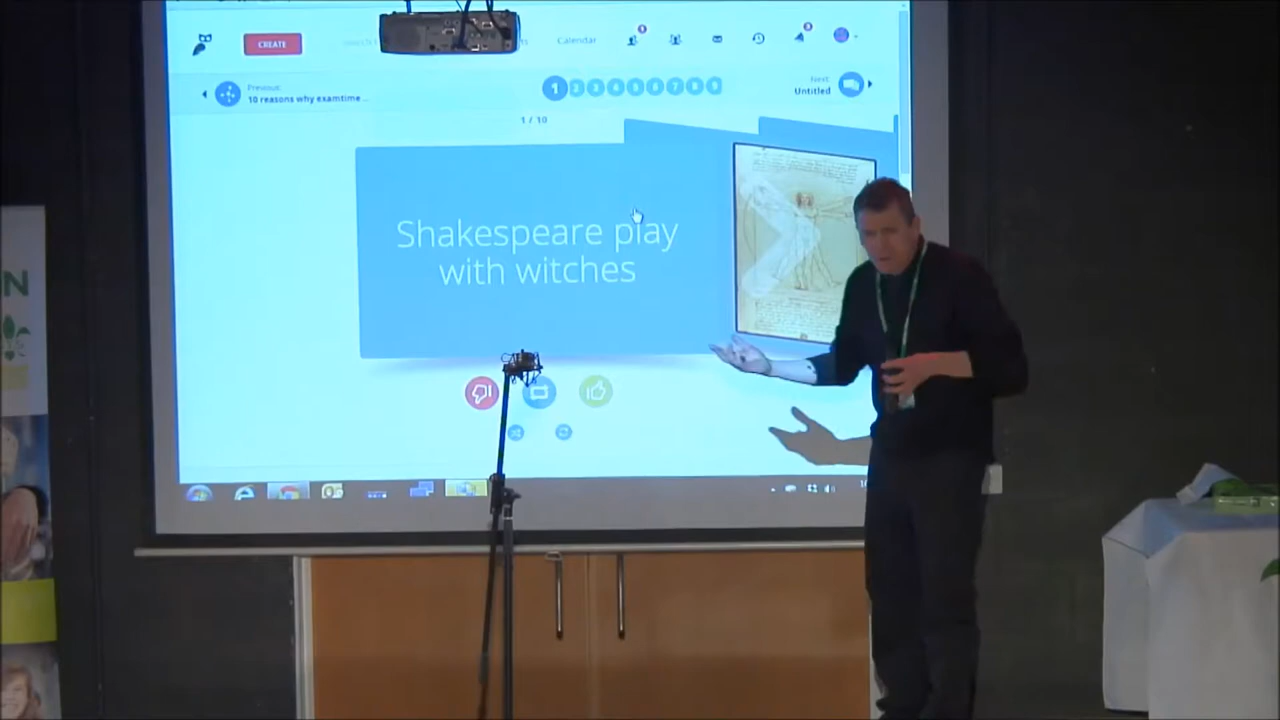 CREATE
Calendar
Previous:
10 reasons why examtime ...
1 2 3 4 5 6 7 8 9
Next:
Untitled
1 / 10
Shakespeare play
with witches
N